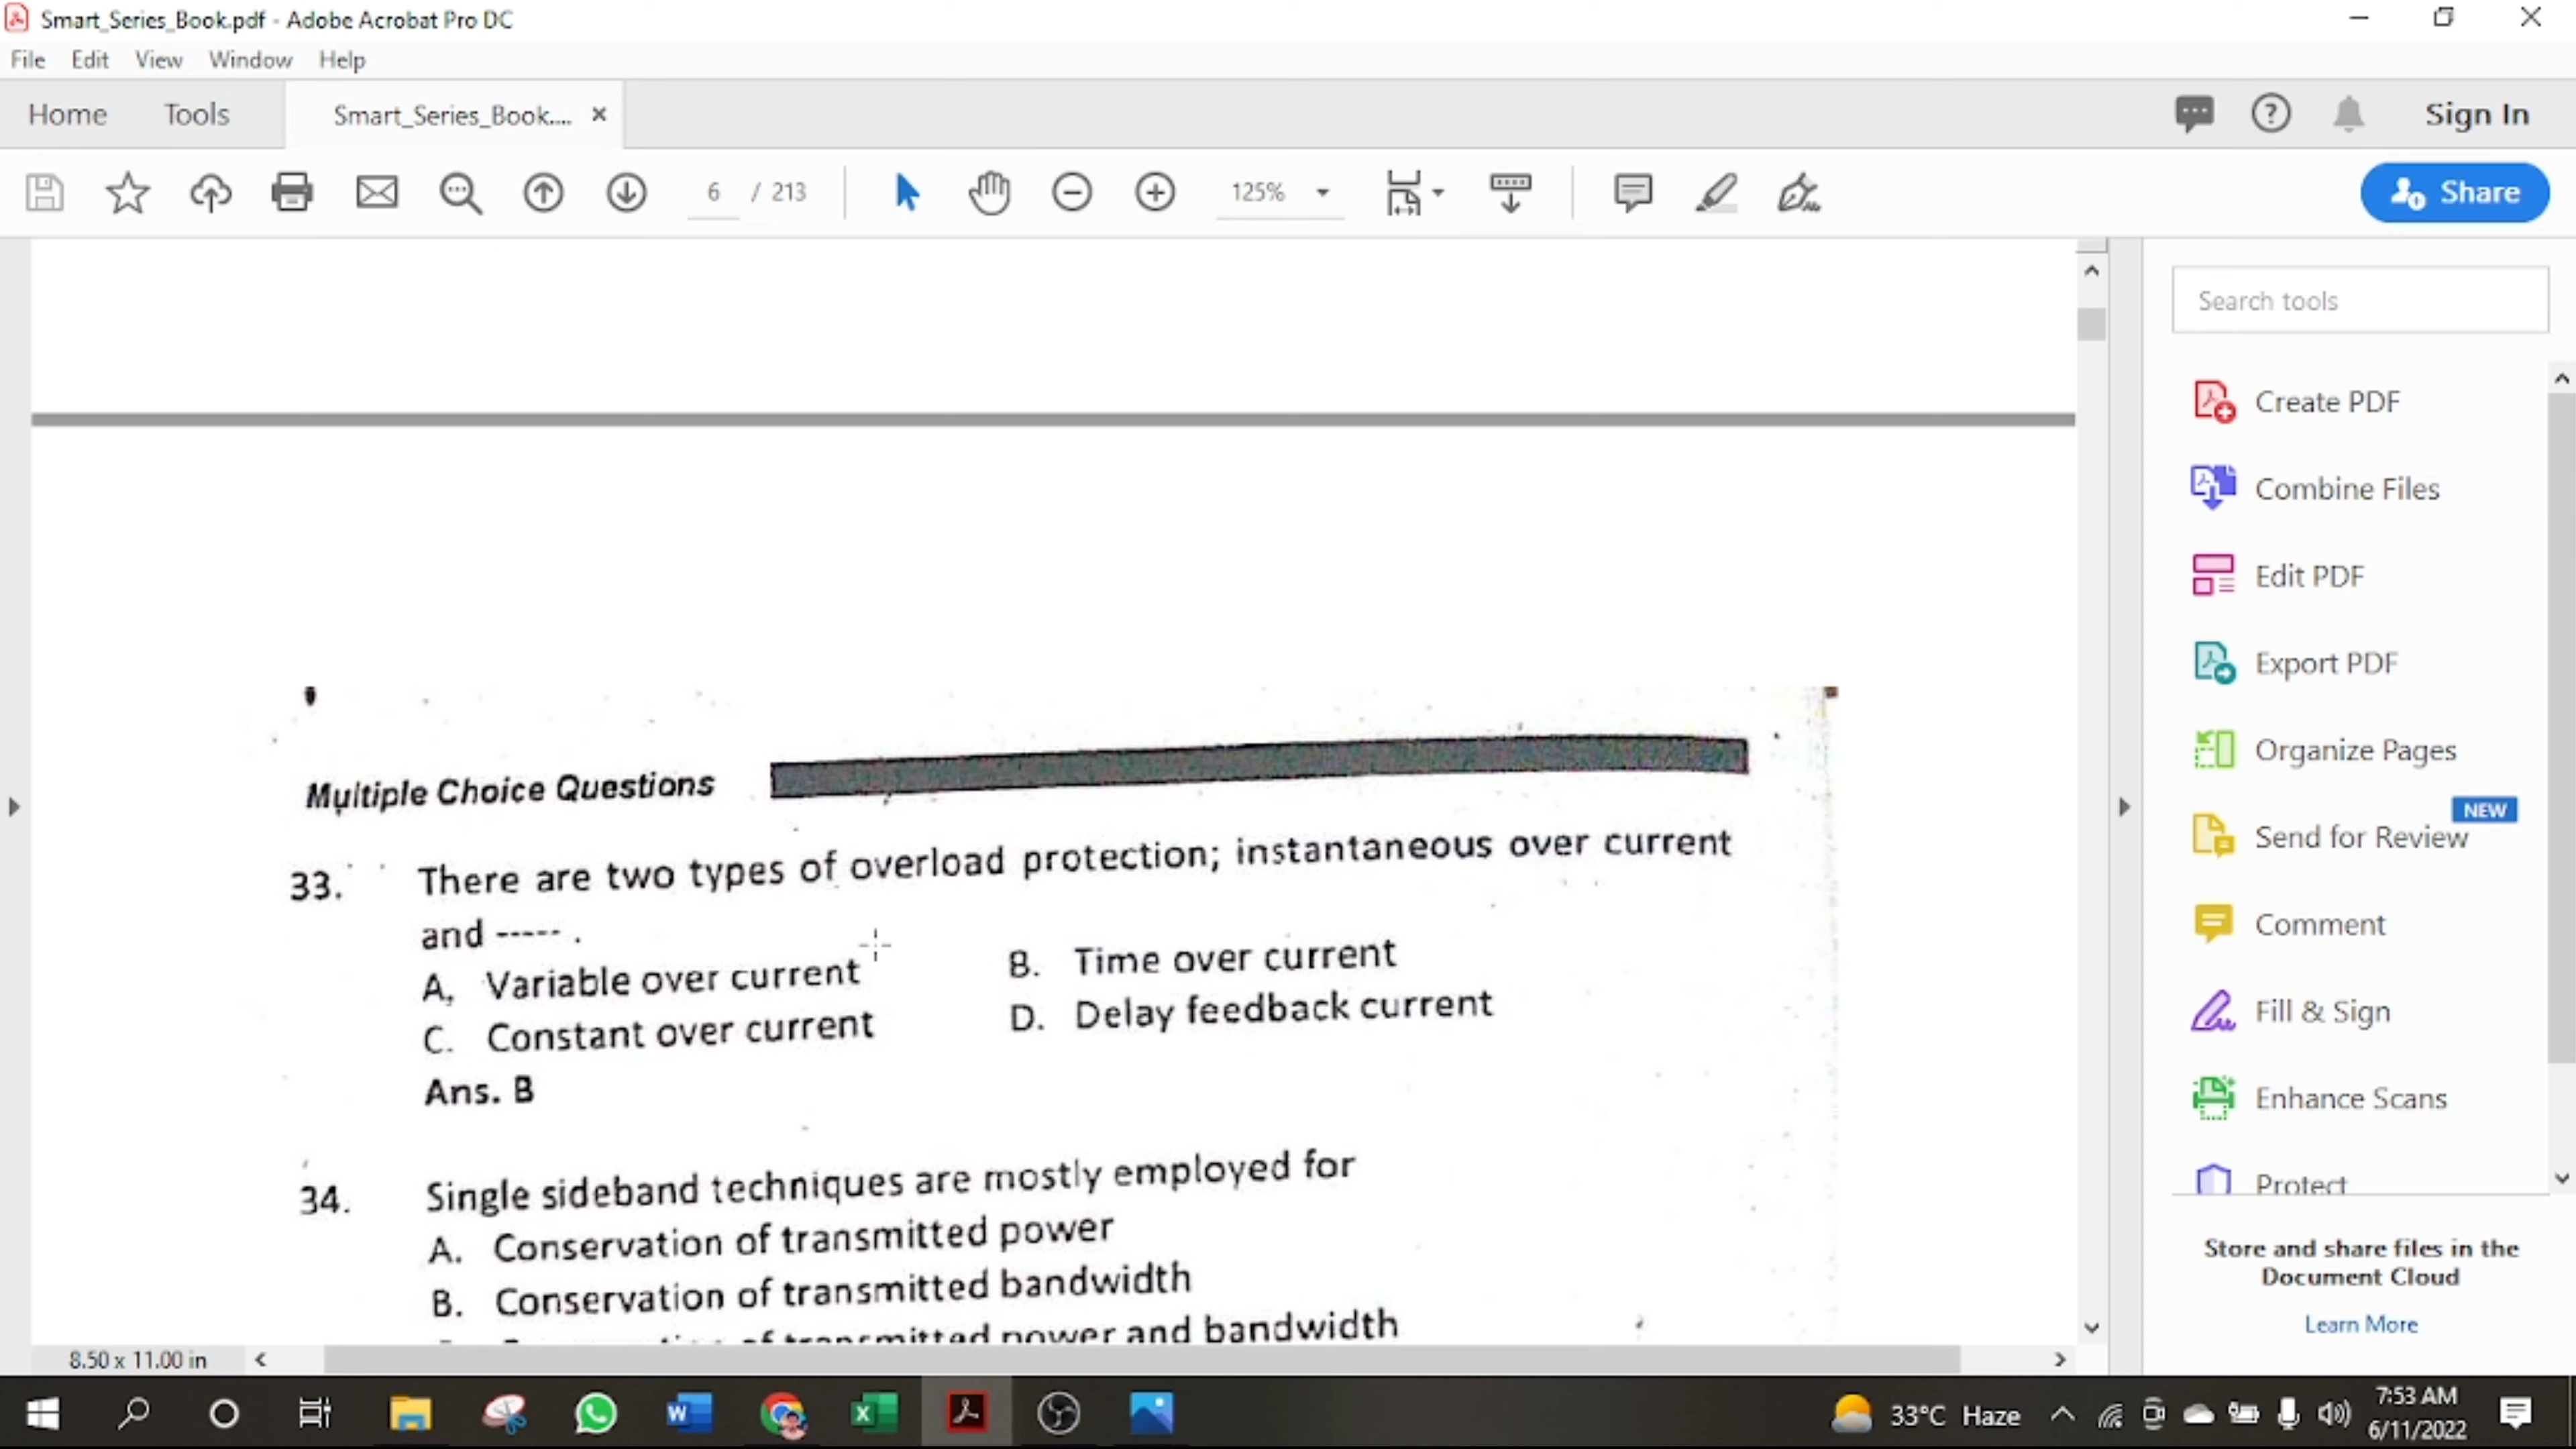 Smart_Series_Book.pdf - Adobe Acrobat Pro DC
File Edit View Window Help
Home Tools Smart_Series_Book.... × Sign In
6 / 213 125% Share
Search tools
Create PDF
Combine Files
Edit PDF
Export PDF
Organize Pages
NEW
Send for Review
Comment
Fill & Sign
Enhance Scans
Protect
Store and share files in the
Document Cloud
Learn More
Multiple Choice Questions
33. There are two types of overload protection; instantaneous over current
and ----- .
A. Variable over current B. Time over current
C. Constant over current D. Delay feedback current
Ans. B
34. Single sideband techniques are mostly employed for
A. Conservation of transmitted power
B. Conservation of transmitted bandwidth
of transmitted power and bandwidth
8.50 x 11.00 in
33°C Haze
7:53 AM
6/11/2022